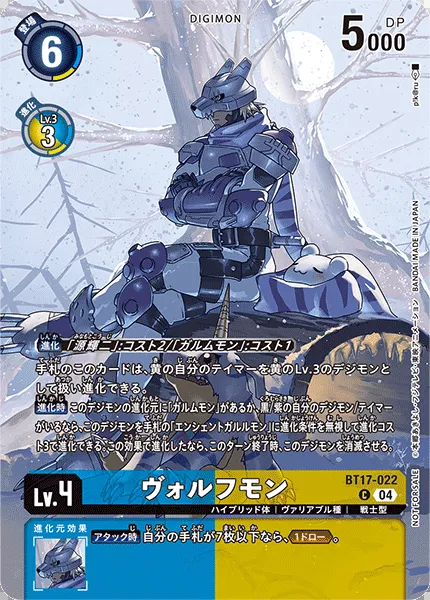 DIGIMON
登場
6
DP
5000
進化
Lv.3
3
plk@ru
しんか
進化 「源輝二」:コスト2/「ガルムモン」:コスト1
手札のこのカードは、黄の自分のテイマーを黄のLv.3のデジモンと
して扱い進化できる。
進化時 このデジモンの進化元に「ガルムモン」があるか、黒/紫の自分のデジモン/テイマー
がいるなら、このデジモンを手札の「エンシェントガルルモン」に進化条件を無視して進化コス
ト3で進化できる。この効果で進化したなら、このターン終了時、このデジモンを消滅させる。
BT17-022
Lv.4
ヴォルフモン
C 04
ハイブリッド体 ヴァリアブル種 戦士型
進化元効果
アタック時 自分の手札が7枚以下なら、1ドロー。
NOT FOR SALE
©本郷あきよし・フジテレビ・東映アニメーション BANDAI MADE IN JAPAN